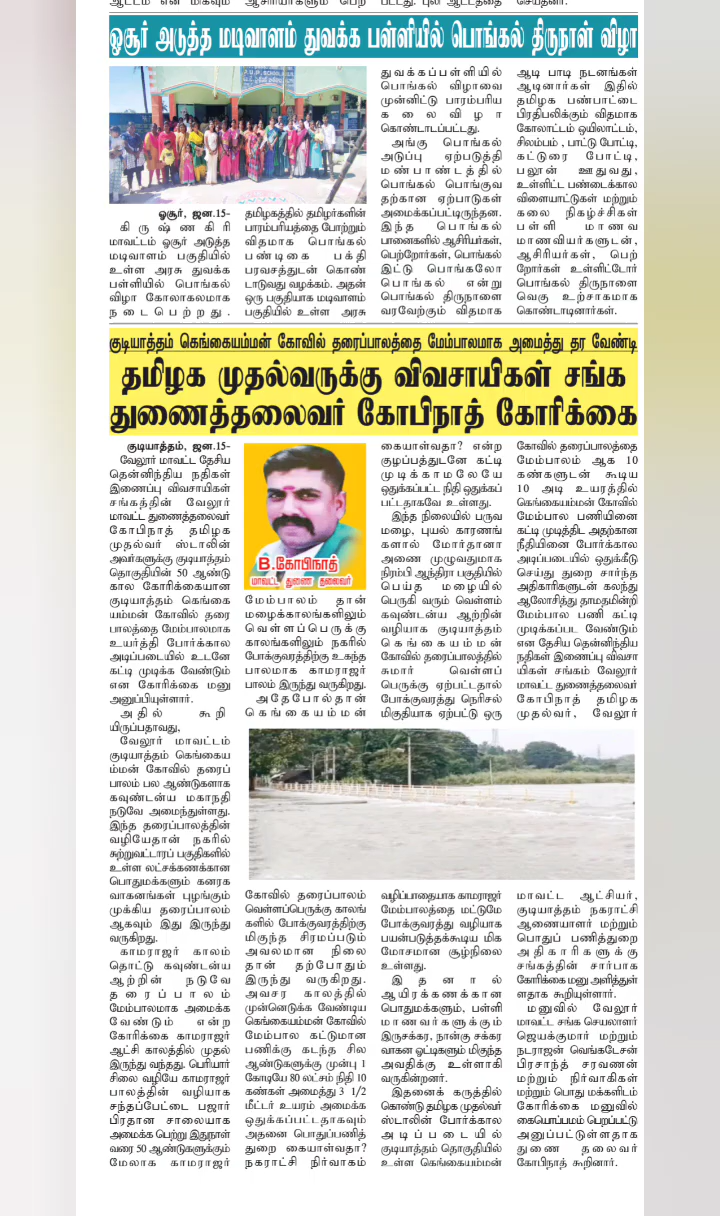 ஓசூர் அடுத்த மடிவாளம் துவக்க பள்ளியில் பொங்கல் திருநாள் விழா
ஓசூர், ஜன.15-
கிருஷ்ணகிரி
மாவட்டம் ஓசூர் அடுத்த
மடிவாளம் பகுதியில்
உள்ள அரசு துவக்க
பள்ளியில் பொங்கல்
விழா கோலாகலமாக
நடைபெற்றது.
தமிழகத்தில் தமிழர்களின்
பாரம்பரியத்தை போற்றும்
விதமாக பொங்கல்
பண்டிகை பக்தி
பரவசத்துடன் கொண்
டாடுவது வழக்கம். அதன்
ஒரு பகுதியாக மடிவாளம்
பகுதியில் உள்ள அரசு
துவக்கப்பள்ளியில்
பொங்கல் விழாவை
முன்னிட்டு பாரம்பரிய
கலைவிழா
கொண்டாடப்பட்டது.
அங்கு பொங்கல்
அடுப்பு ஏற்படுத்தி
மண்பாண்டத்தில்
பொங்கல் பொங்குவ
தற்கான ஏற்பாடுகள்
அமைக்கப்பட்டிருந்தன.
இந்த பொங்கல்
பானைகளில் ஆசிரியர்கள்,
பெற்றோர்கள், பொங்கல்
இட்டு பொங்கலோ
பொங்கல் என்று
பொங்கல் திருநாளை
வரவேற்கும் விதமாக
ஆடி பாடி நடனங்கள்
ஆடினார்கள் இதில்
தமிழக பண்பாட்டை
பிரதிபலிக்கும் விதமாக
கோலாட்டம் ஒயிலாட்டம்,
சிலம்பம் , பாட்டு போட்டி,
கட்டுரை போட்டி,
பலூன் ஊதுவது,
உள்ளிட்ட பண்டைக்கால
விளையாட்டுகள் மற்றும்
கலை நிகழ்ச்சிகள்
பள்ளி மாணவ
மாணவியர்களுடன்,
ஆசிரியர்கள், பெற்
றோர்கள் உள்ளிட்டோர்
பொங்கல் திருநாளை
வெகு உற்சாகமாக
கொண்டாடினார்கள்.
குடியாத்தம் கெங்கையம்மன் கோவில் தரைப்பாலத்தை மேம்பாலமாக அமைத்து தர வேண்டி
தமிழக முதல்வருக்கு விவசாயிகள் சங்க
துணைத்தலைவர் கோபிநாத் கோரிக்கை
குடியாத்தம், ஜன.15-
வேலூர் மாவட்ட தேசிய
தென்னிந்திய நதிகள்
இணைப்பு விவசாயிகள்
சங்கத்தின் வேலூர்
மாவட்ட துணைத்தலைவர்
கோபிநாத் தமிழக
முதல்வர் ஸ்டாலின்
அவர்களுக்கு குடியாத்தம்
தொகுதியின் 50 ஆண்டு
கால கோரிக்கையான
குடியாத்தம் கெங்கை
யம்மன் கோவில் தரை
பாலத்தை மேம்பாலமாக
உயர்த்தி போர்க்கால
அடிப்படையில் உடனே
கட்டி முடிக்க வேண்டும்
என கோரிக்கை மனு
அனுப்பியுள்ளார்.
அதில் கூறி
யிருப்பதாவது,
வேலூர் மாவட்டம்
குடியாத்தம் கெங்கைய
ம்மன் கோவில் தரைப்
பாலம் பல ஆண்டுகளாக
கவுண்டன்ய மகாநதி
நடுவே அமைந்துள்ளது.
இந்த தரைப்பாலத்தின்
வழியேதான் நகரில்
சுற்றுவட்டாரப் பகுதிகளில்
உள்ள லட்சக்கணக்கான
பொதுமக்களும் கனரக
வாகனங்கள் புழங்கும்
முக்கிய தரைப்பாலம்
ஆகவும் இது இருந்து
வருகிறது.
காமராஜர் காலம்
தொட்டு கவுண்டன்ய
ஆற்றின் நடுவே
தரைப்பாலம்
மேம்பாலமாக அமைக்க
வேண்டும் என்ற
கோரிக்கை காமராஜர்
ஆட்சி காலத்தில் முதல்
இருந்து வந்தது. பெரியார்
சிலை வழியே காமராஜர்
பாலத்தின் வழியாக
சந்தப்பேட்டை பஜார்
பிரதான சாலையாக
அமைக்க பெற்று இதுநாள்
வரை 50 ஆண்டுகளுக்கும்
மேலாக காமராஜர்
B.கோபிநாத்
மாவட்ட துணை தலைவர்
மேம்பாலம் தான்
மழைக்காலங்களிலும்
வெள்ளப்பெருக்கு
காலங்களிலும் நகரில்
போக்குவரத்திற்கு உகந்த
பாலமாக காமராஜர்
பாலம் இருந்து வருகிறது.
அதேபோல்தான்
கெங்கையம்மன்
கோவில் தரைப்பாலம்
வெள்ளப்பெருக்கு காலங்
களில் போக்குவரத்திற்கு
மிகுந்த சிரமப்படும்
அவலமான நிலை
தான் தற்போதும்
இருந்து வருகிறது.
அவசர காலத்தில்
முன்னெடுக்க வேண்டிய
கெங்கையம்மன் கோவில்
மேம்பால கட்டுமான
பணிக்கு கடந்த சில
ஆண்டுகளுக்கு முன்பு 1
கோடியே 80 லட்சம் நிதி 10
கண்கள் அமைத்து 3 1/2
மீட்டர் உயரம் அமைக்க
ஒதுக்கப்பட்டதாகவும்
அதனை பொதுப்பணித்
துறை கையாள்வதா?
நகராட்சி நிர்வாகம்
கையாள்வதா? என்ற
குழப்பத்துடனே கட்டி
முடிக்காமலேயே
ஒதுக்கப்பட்ட நிதி ஒதுக்கப்
பட்டதாகவே உள்ளது.
இந்த நிலையில் பருவ
மழை, புயல் காரணங்
களால் மோர்தானா
அணை முழுவதுமாக
நிரம்பி ஆந்திரா பகுதியில்
பெய்த மழையில்
பெருகி வரும் வெள்ளம்
கவுண்டன்ய ஆற்றின்
வழியாக குடியாத்தம்
கெங்கையம்மன்
கோவில் தரைப்பாலத்தில்
சுமார் வெள்ளப்
பெருக்கு ஏற்பட்டதால்
போக்குவரத்து நெரிசல்
மிகுதியாக ஏற்பட்டு ஒரு
வழிப்பாதையாக காமராஜர்
மேம்பாலத்தை மட்டுமே
போக்குவரத்து வழியாக
பயன்படுத்தக்கூடிய மிக
மோசமான சூழ்நிலை
உள்ளது.
இதனால்
ஆயிரக்கணக்கான
பொதுமக்களும், பள்ளி
மாணவர்களுக்கும்
இருசக்கர, நான்கு சக்கர
வாகன ஓட்டிகளும் மிகுந்த
அவதிக்கு உள்ளாகி
வருகின்றனர்.
இதனைக் கருத்தில்
கொண்டு தமிழக முதல்வர்
ஸ்டாலின் போர்க்கால
அடிப்படையில்
குடியாத்தம் தொகுதியில்
உள்ள கெங்கையம்மன்
கோவில் தரைப்பாலத்தை
மேம்பாலம் ஆக 10
கண்களுடன் கூடிய
10 அடி உயரத்தில்
கெங்கையம்மன் கோவில்
மேம்பால பணியினை
கட்டி முடித்திட அதற்கான
நீதியினை போர்க்கால
அடிப்படையில் ஒதுக்கீடு
செய்து துறை சார்ந்த
அதிகாரிகளுடன் கலந்து
ஆலோசித்து தாமதமின்றி
மேம்பால பணி கட்டி
முடிக்கப்பட வேண்டும்
என தேசிய தென்னிந்திய
நதிகள் இணைப்பு விவசா
யிகள் சங்கம் வேலூர்
மாவட்ட துணைத்தலைவர்
கோபிநாத் தமிழக
முதல்வர், வேலூர்
மாவட்ட ஆட்சியர்,
குடியாத்தம் நகராட்சி
ஆணையாளர் மற்றும்
பொதுப் பணித்துறை
அதிகாரிகளுக்கு
சங்கத்தின் சார்பாக
கோரிக்கை மனு அளித்துள்
ளதாக கூறியுள்ளார்.
மனுவில் வேலூர்
மாவட்ட சங்க செயலாளர்
ஜெயக்குமார் மற்றும்
நடராஜன் வெங்கடேசன்
பிரசாந்த் சரவணன்
மற்றும் நிர்வாகிகள்
மற்றும் பொது மக்களிடம்
கோரிக்கை மனுவில்
கையொப்பமம் பெறப்பட்டு
அனுப்பட்டுள்ளதாக
துணை தலைவர்
கோபிநாத் கூறினார்.